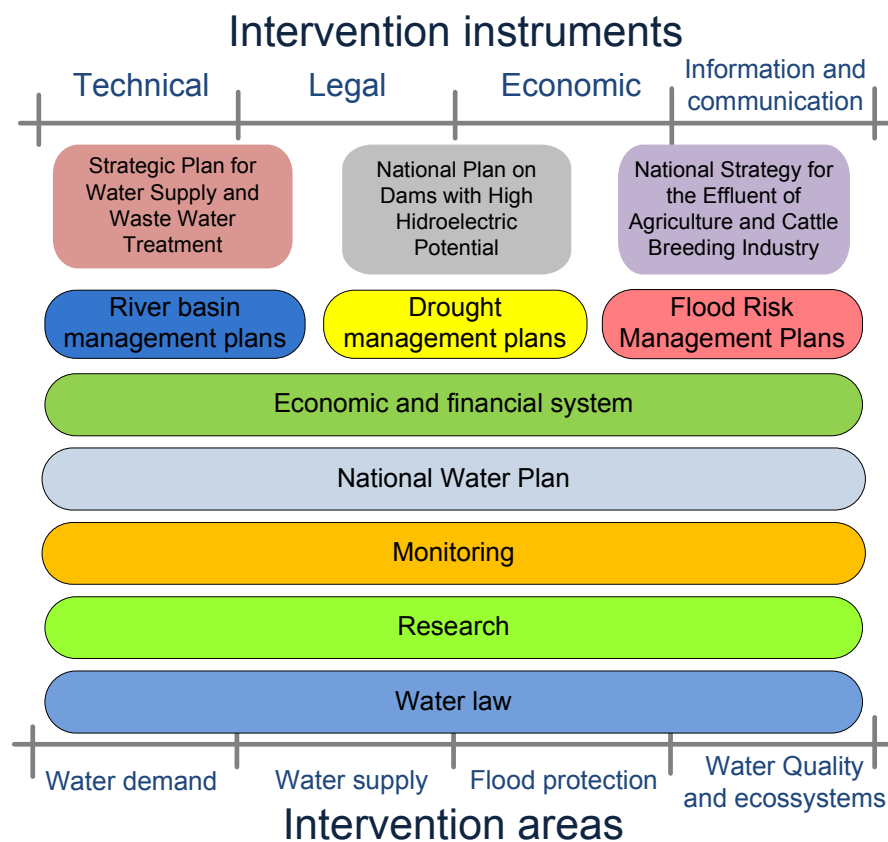 Intervention instruments
Technical
Legal
Economic
Information and
communication
Strategic Plan for
Water Supply and
Waste Water
Treatment
National Plan on
Dams with High
Hidroelectric
Potential
National Strategy for
the Effluent of
Agriculture and Cattle
Breeding Industry
River basin
management plans
Drought
management plans
Flood Risk
Management Plans
Economic and financial system
National Water Plan
Monitoring
Research
Water law
Water demand
Water supply
Flood protection
Water Quality
and ecossystems
Intervention areas